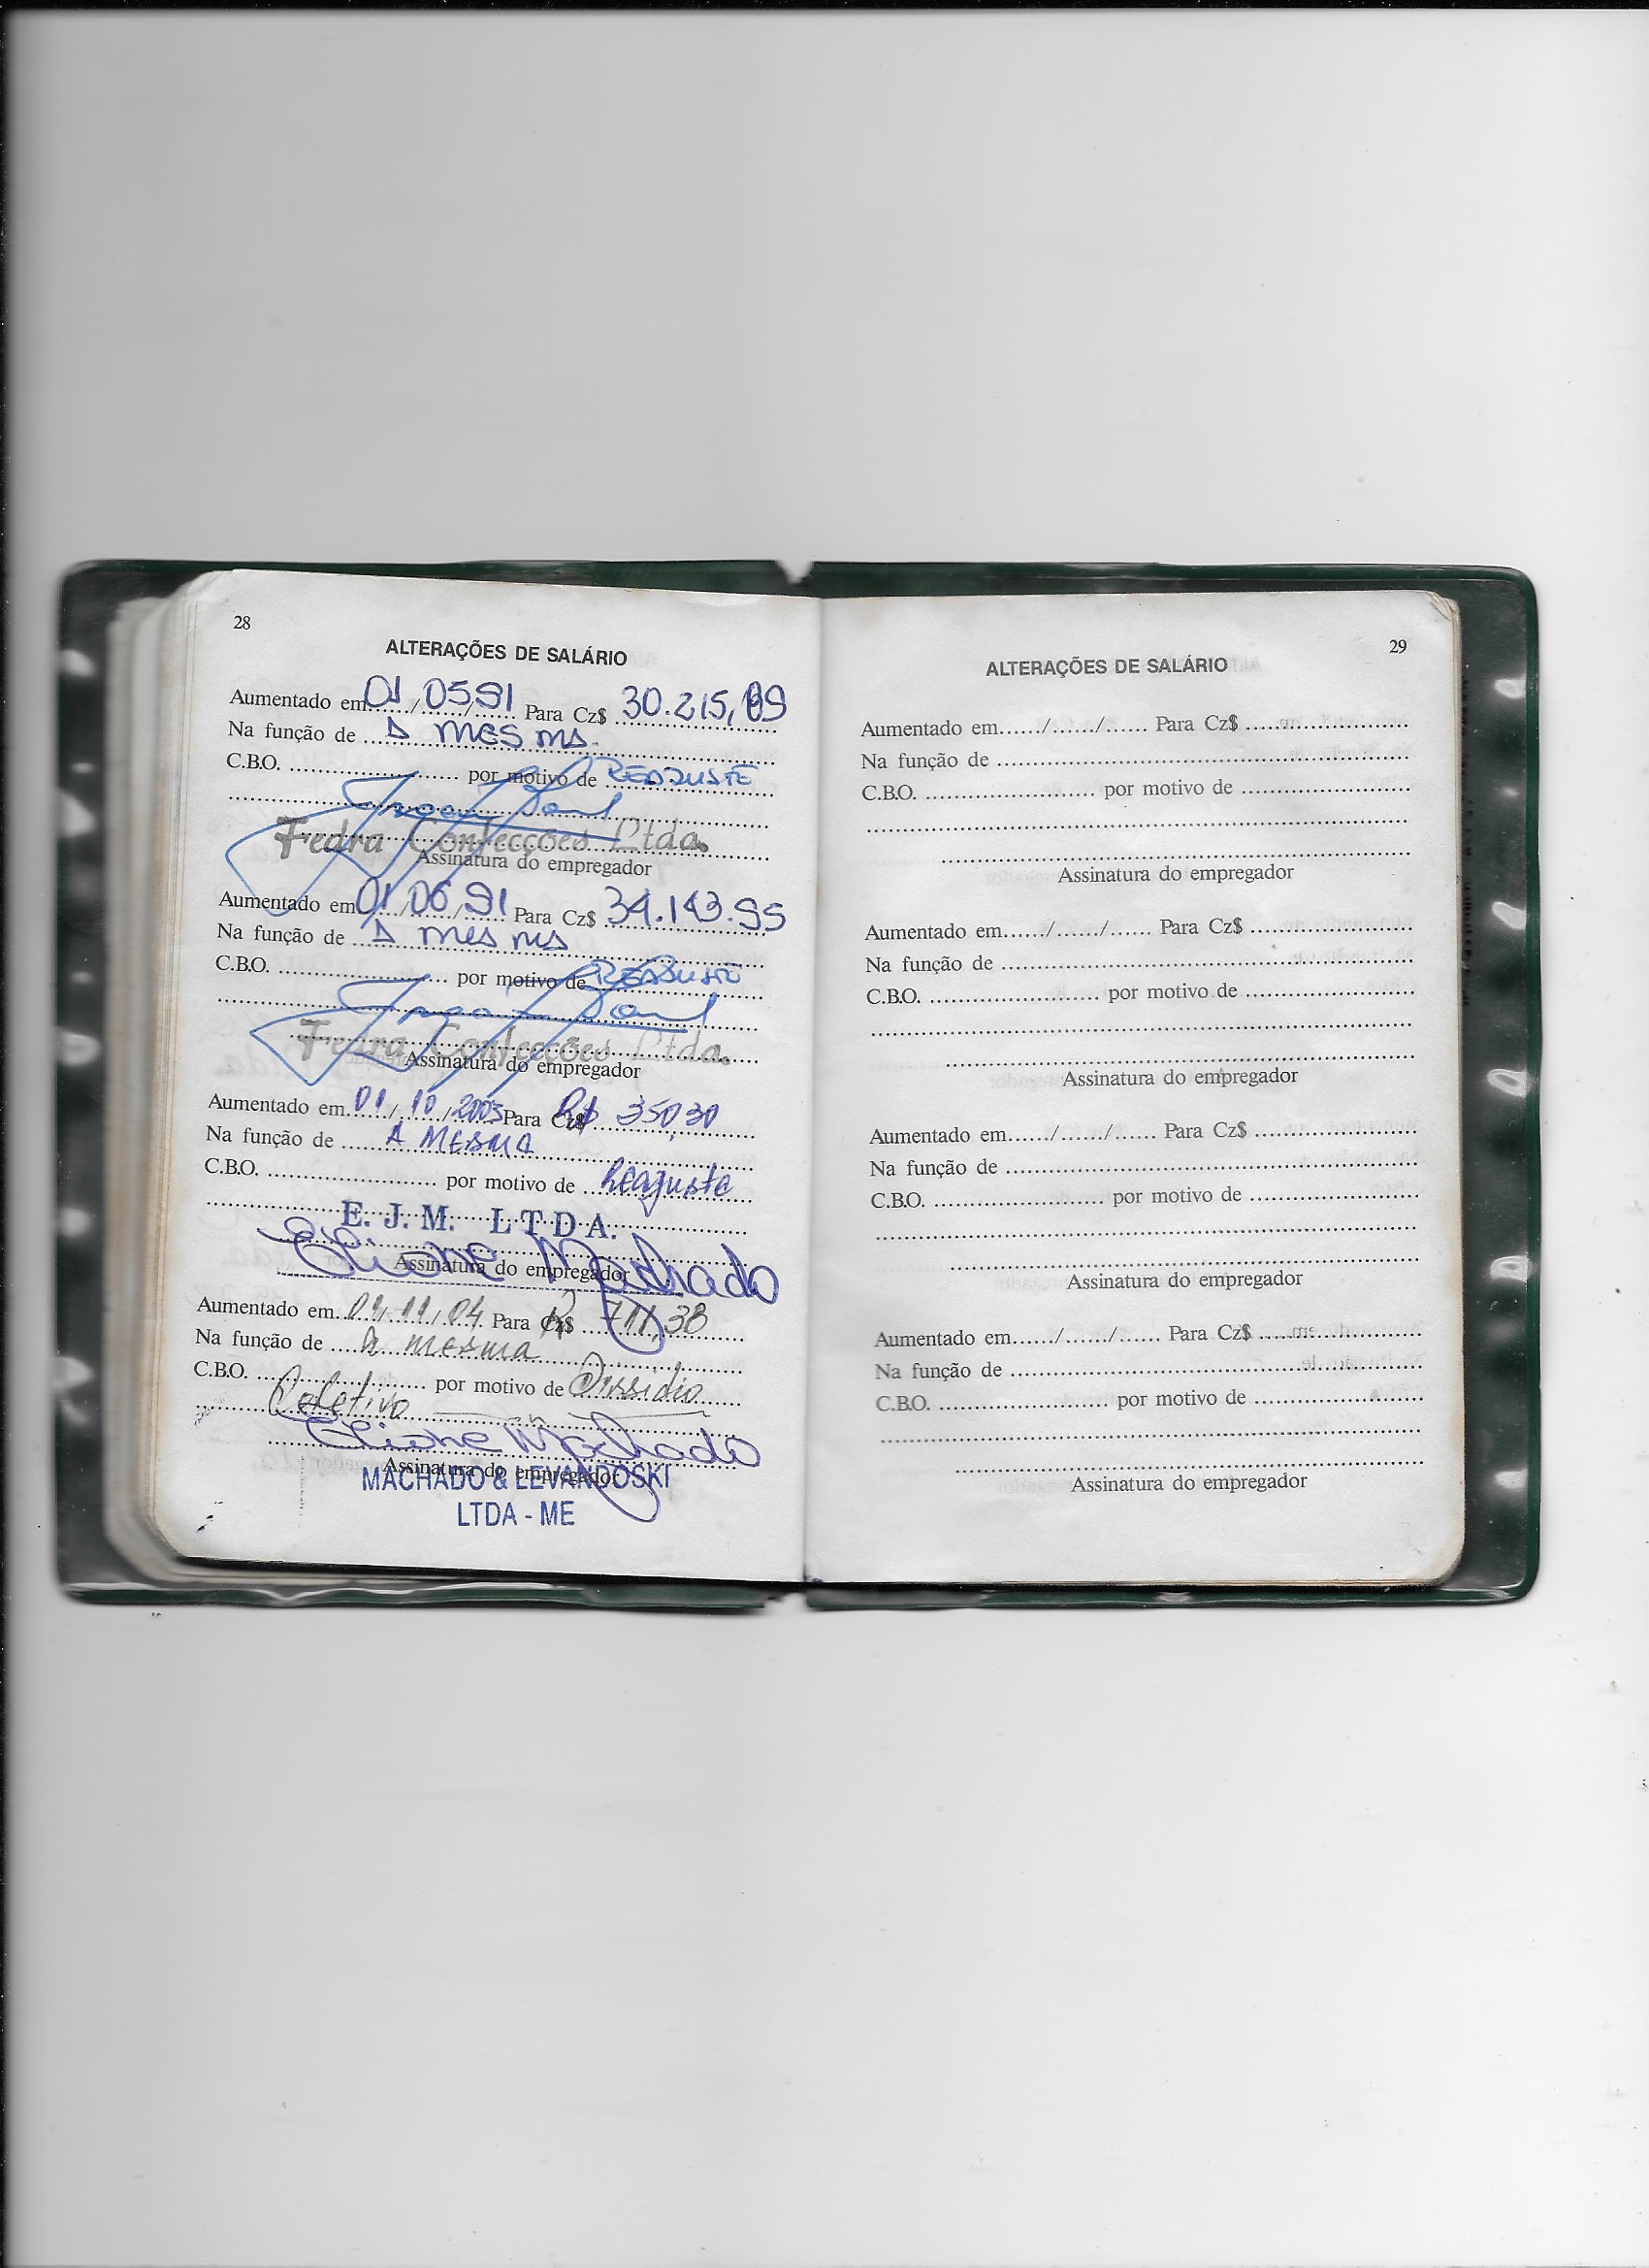 28
ALTERAÇÕES DE SALÁRIO
Aumentado em 01/05/91 Para Cz$ 30.215,89
Na função de A MESMA.
C.B.O. .......... por motivo de REAJUSTE
Fedra Confecções Ltda.
Assinatura do empregador
Aumentado em 01/06/91 Para Cz$ 34.143.95
Na função de A MESMA
C.B.O. .......... por motivo de REAJUSTE
Fedra Confecções Ltda.
Assinatura do empregador
Aumentado em 01/10/2003 Para Cz$ R$ 350,30
Na função de A MESMA
C.B.O. .......... por motivo de Reajuste
E. J. M. LTDA.
Eliane Machado
Assinatura do empregador
Aumentado em 01/11/04 Para Cz$ R$ 711,38
Na função de a mesma
C.B.O. .......... por motivo de Dissidio
Coletivo
Eliane Machado
Assinatura do empregador
MACHADO & LEVANDOSKI
LTDA - ME
29
ALTERAÇÕES DE SALÁRIO
Aumentado em....../....../...... Para Cz$ ..........
Na função de ..........
C.B.O. .......... por motivo de ..........
Assinatura do empregador
Aumentado em....../....../...... Para Cz$ ..........
Na função de ..........
C.B.O. .......... por motivo de ..........
Assinatura do empregador
Aumentado em....../....../...... Para Cz$ ..........
Na função de ..........
C.B.O. .......... por motivo de ..........
Assinatura do empregador
Aumentado em....../....../...... Para Cz$ ..........
Na função de ..........
C.B.O. .......... por motivo de ..........
Assinatura do empregador